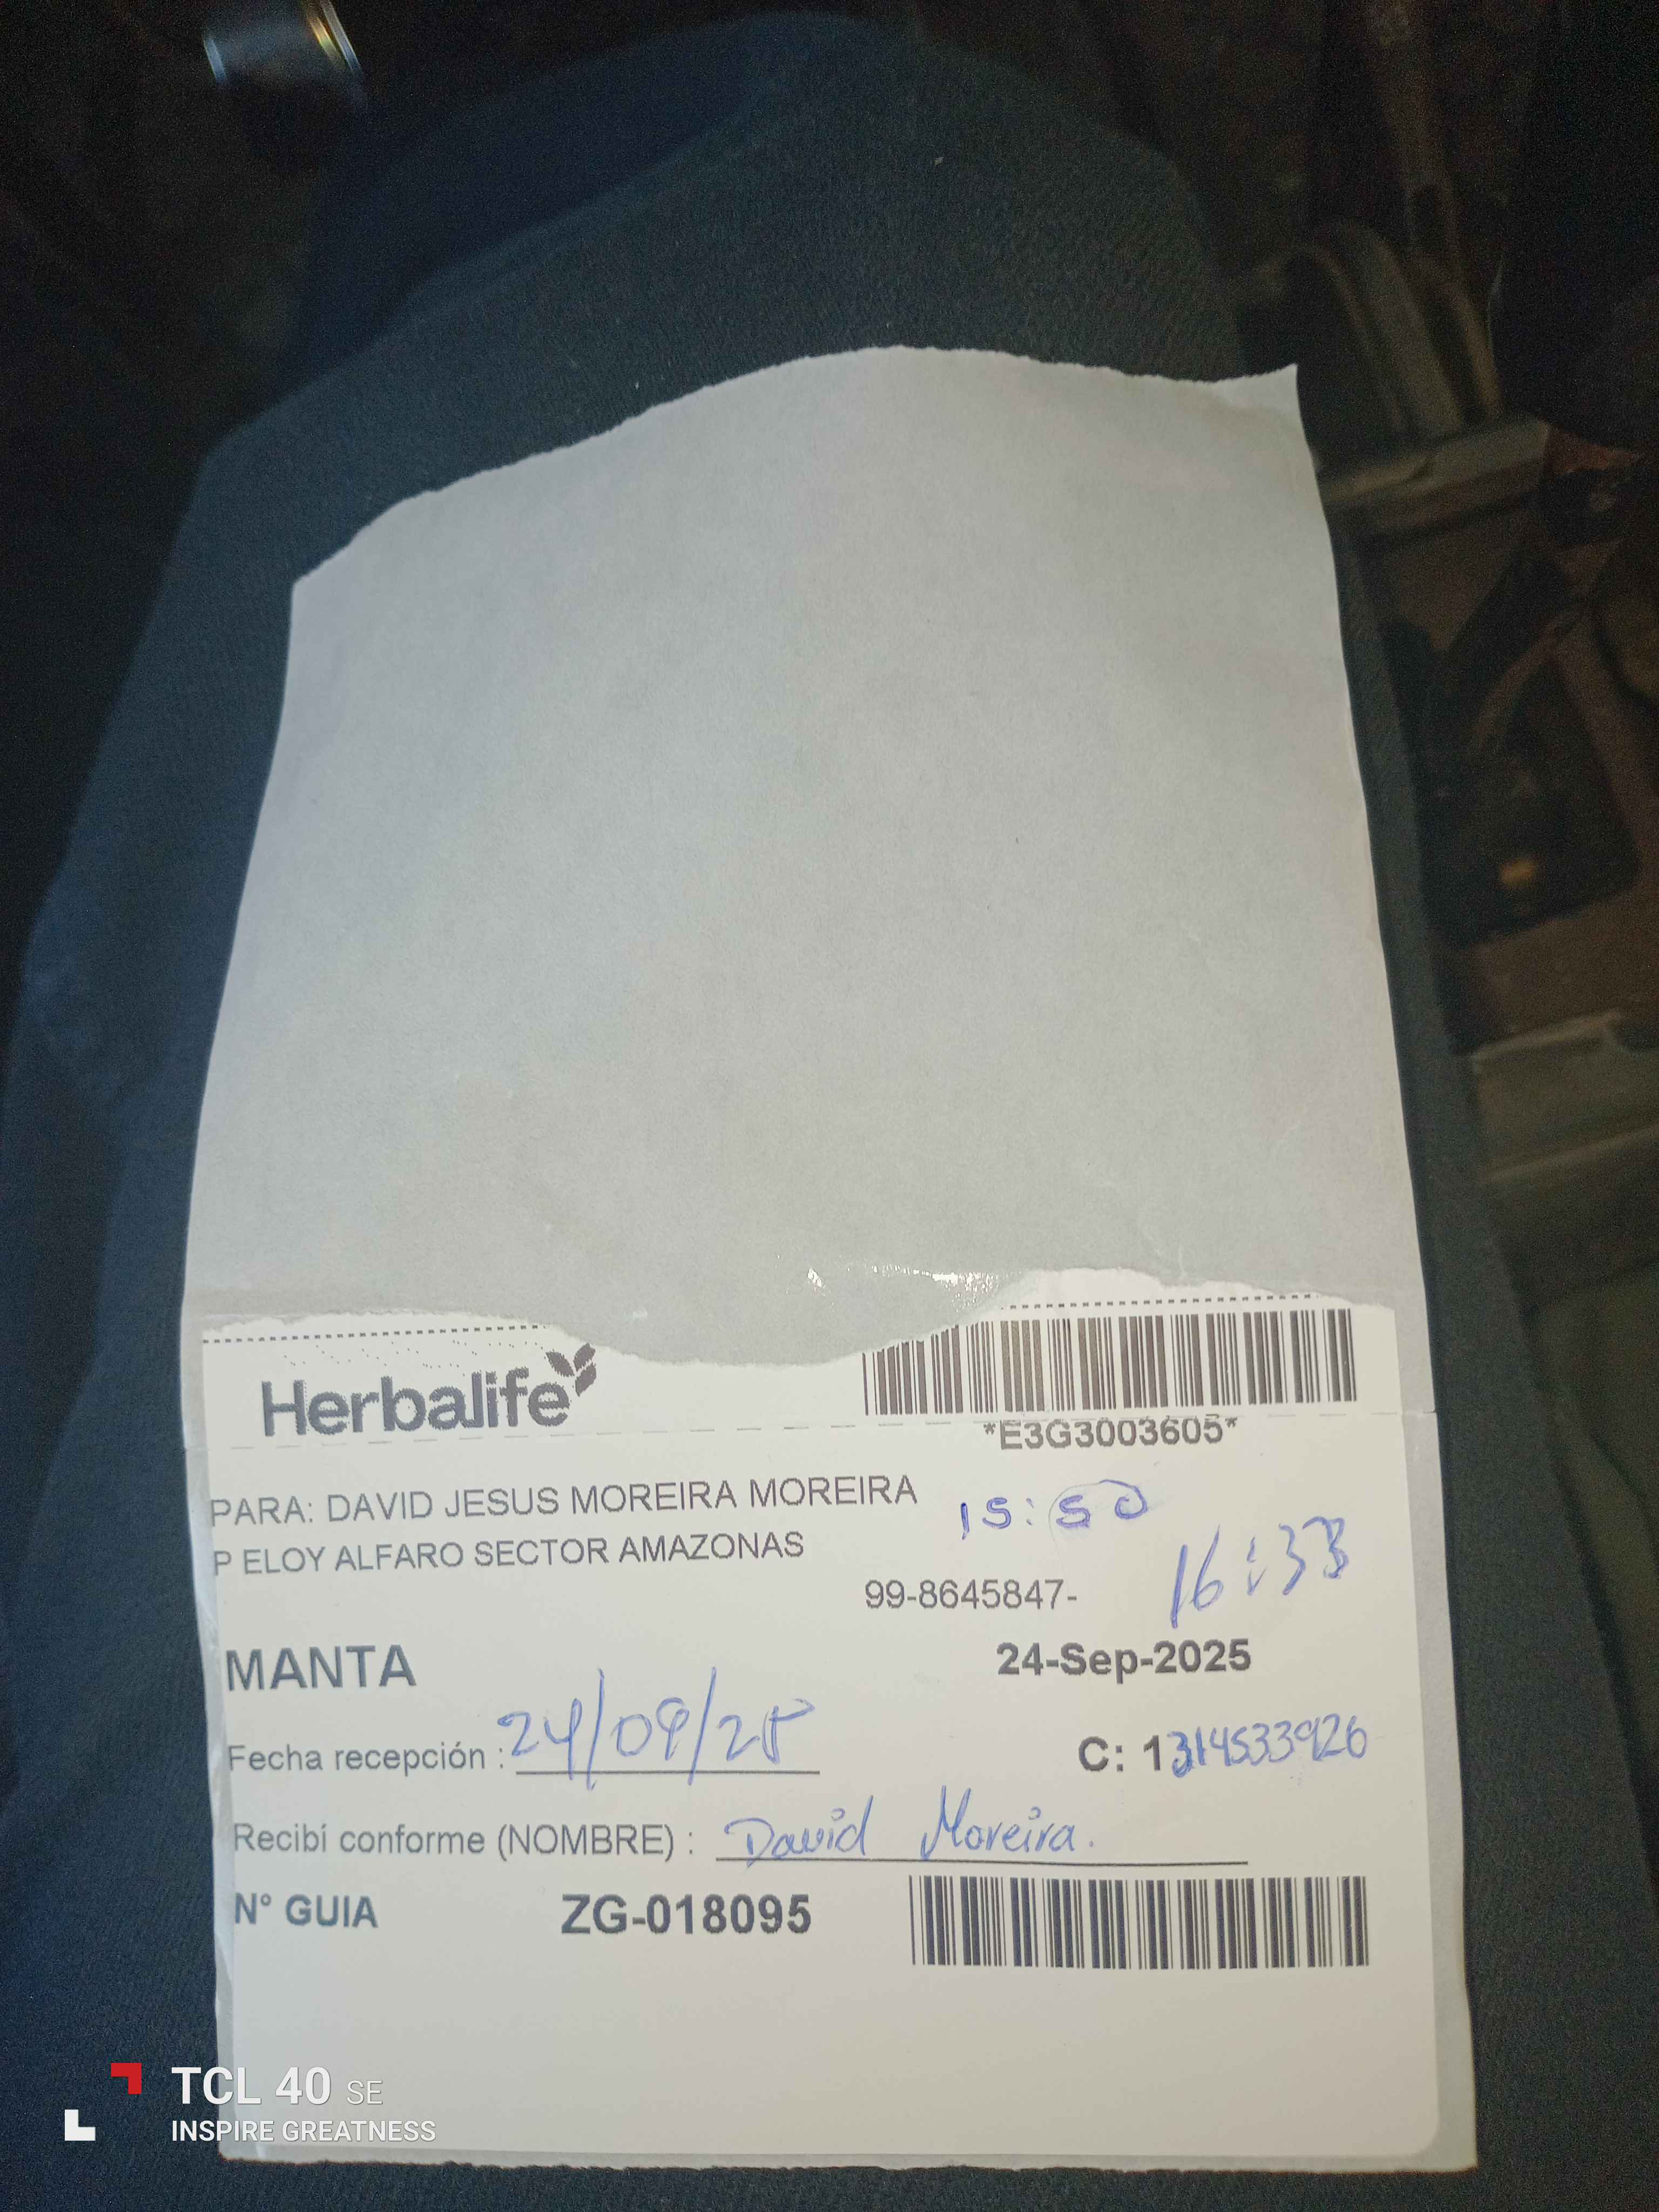 Herbalife
*E3G3003605*
PARA: DAVID JESUS MOREIRA MOREIRA
15:50
P ELOY ALFARO SECTOR AMAZONAS
99-8645847-
16:33
MANTA
24-Sep-2025
Fecha recepción : 24/09/25
C: 1314533926
Recibí conforme (NOMBRE) : David Moreira.
N° GUIA ZG-018095
TCL 40 SE
INSPIRE GREATNESS